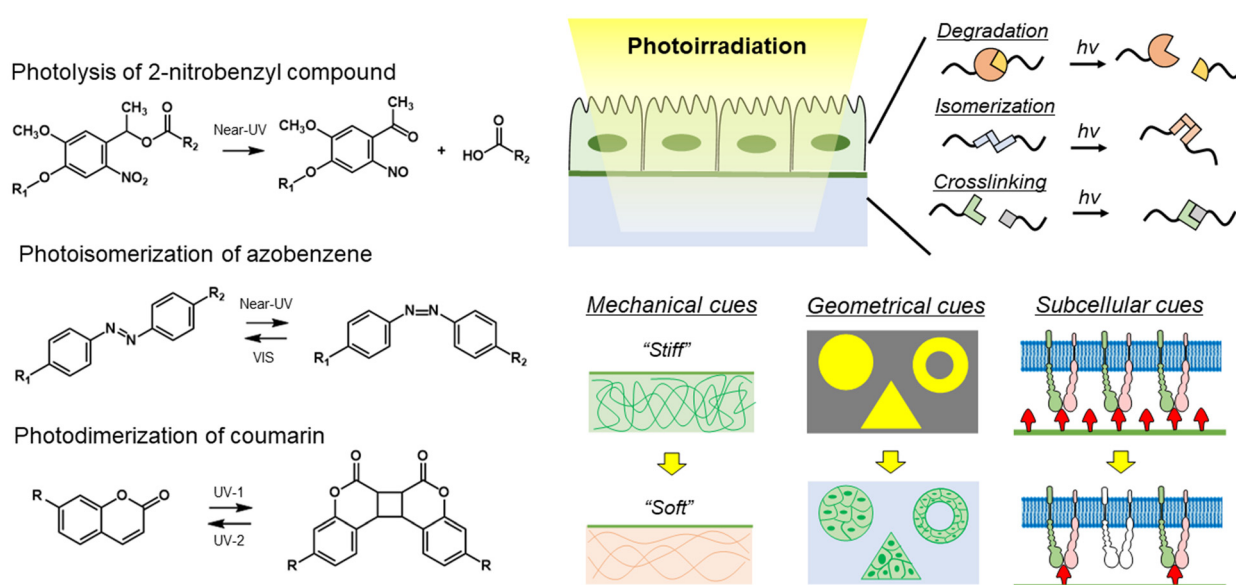 Photolysis of 2-nitrobenzyl compound
CH₃
CH₃O
O
O
R₂
O
R₁
NO₂
Near-UV
CH₃
CH₃O
O
O
R₁
NO
+
O
HO
R₂
Photoisomerization of azobenzene
R₂
N
N
R₁
Near-UV
VIS
N=N
R₁
R₂
Photodimerization of coumarin
R
O
O
UV-1
UV-2
O
O
O
O
R
R
Photoirradiation
Degradation
hv
Isomerization
hv
Crosslinking
hv
Mechanical cues
"Stiff"
"Soft"
Geometrical cues
Subcellular cues